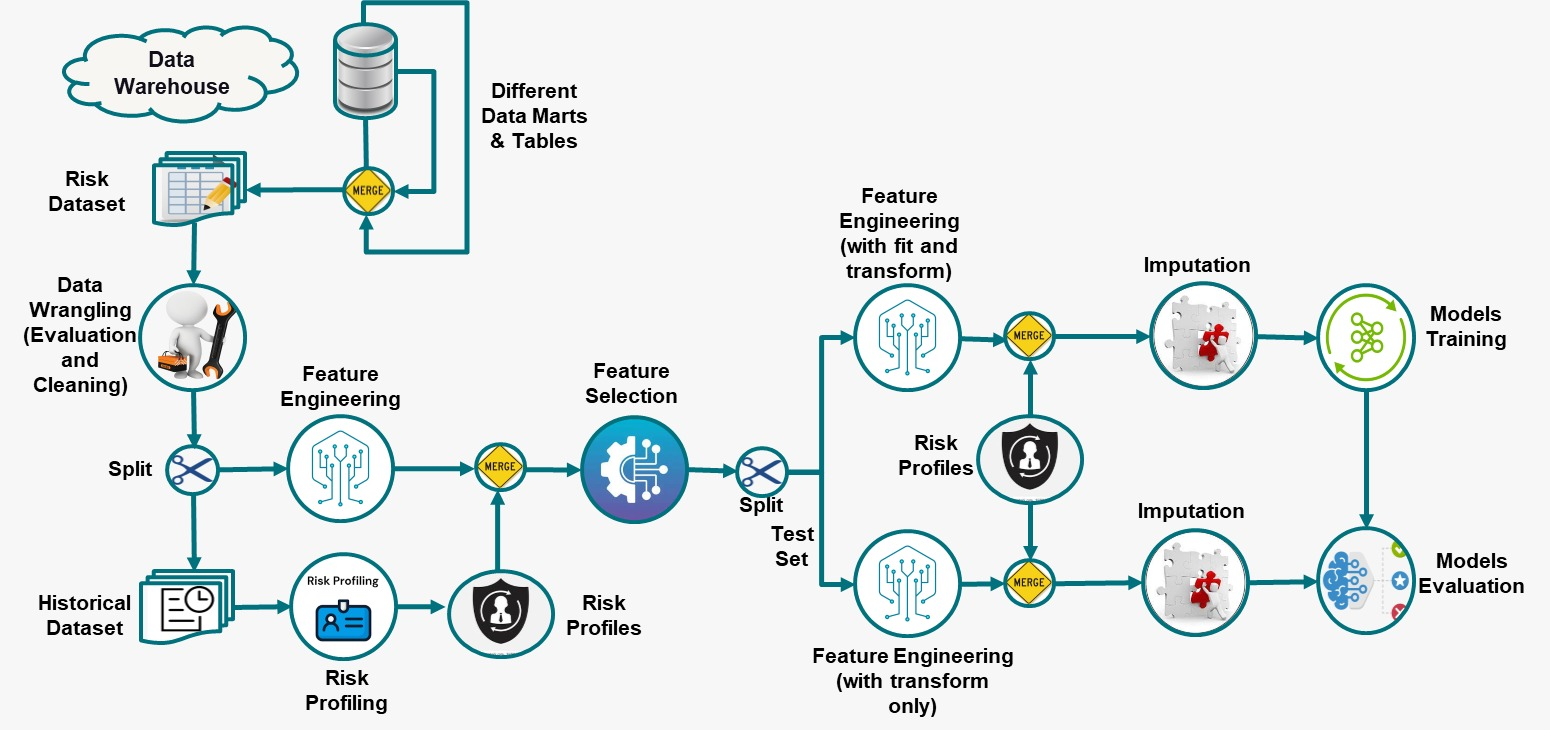 Data
Warehouse
Different
Data Marts
& Tables
Risk
Dataset
MERGE
Data
Wrangling
(Evaluation
and
Cleaning)
Split
Feature
Engineering
MERGE
Feature
Selection
Split
Test
Set
Historical
Dataset
Risk Profiling
Risk
Profiling
Risk
Profiles
Feature
Engineering
(with fit and
transform)
MERGE
Imputation
Models
Training
Risk
Profiles
Imputation
MERGE
Models
Evaluation
Feature Engineering
(with transform
only)